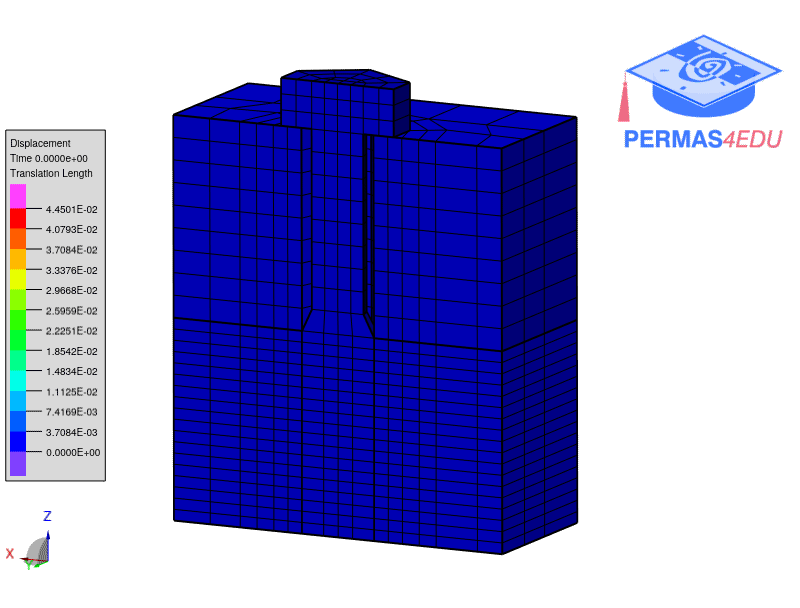 PERMAS4EDU
Displacement
Time 0.0000e+00
Translation Length
4.4501E-02
4.0793E-02
3.7084E-02
3.3376E-02
2.9668E-02
2.5959E-02
2.2251E-02
1.8542E-02
1.4834E-02
1.1125E-02
7.4169E-03
3.7084E-03
0.0000E+00
Z
X
Y